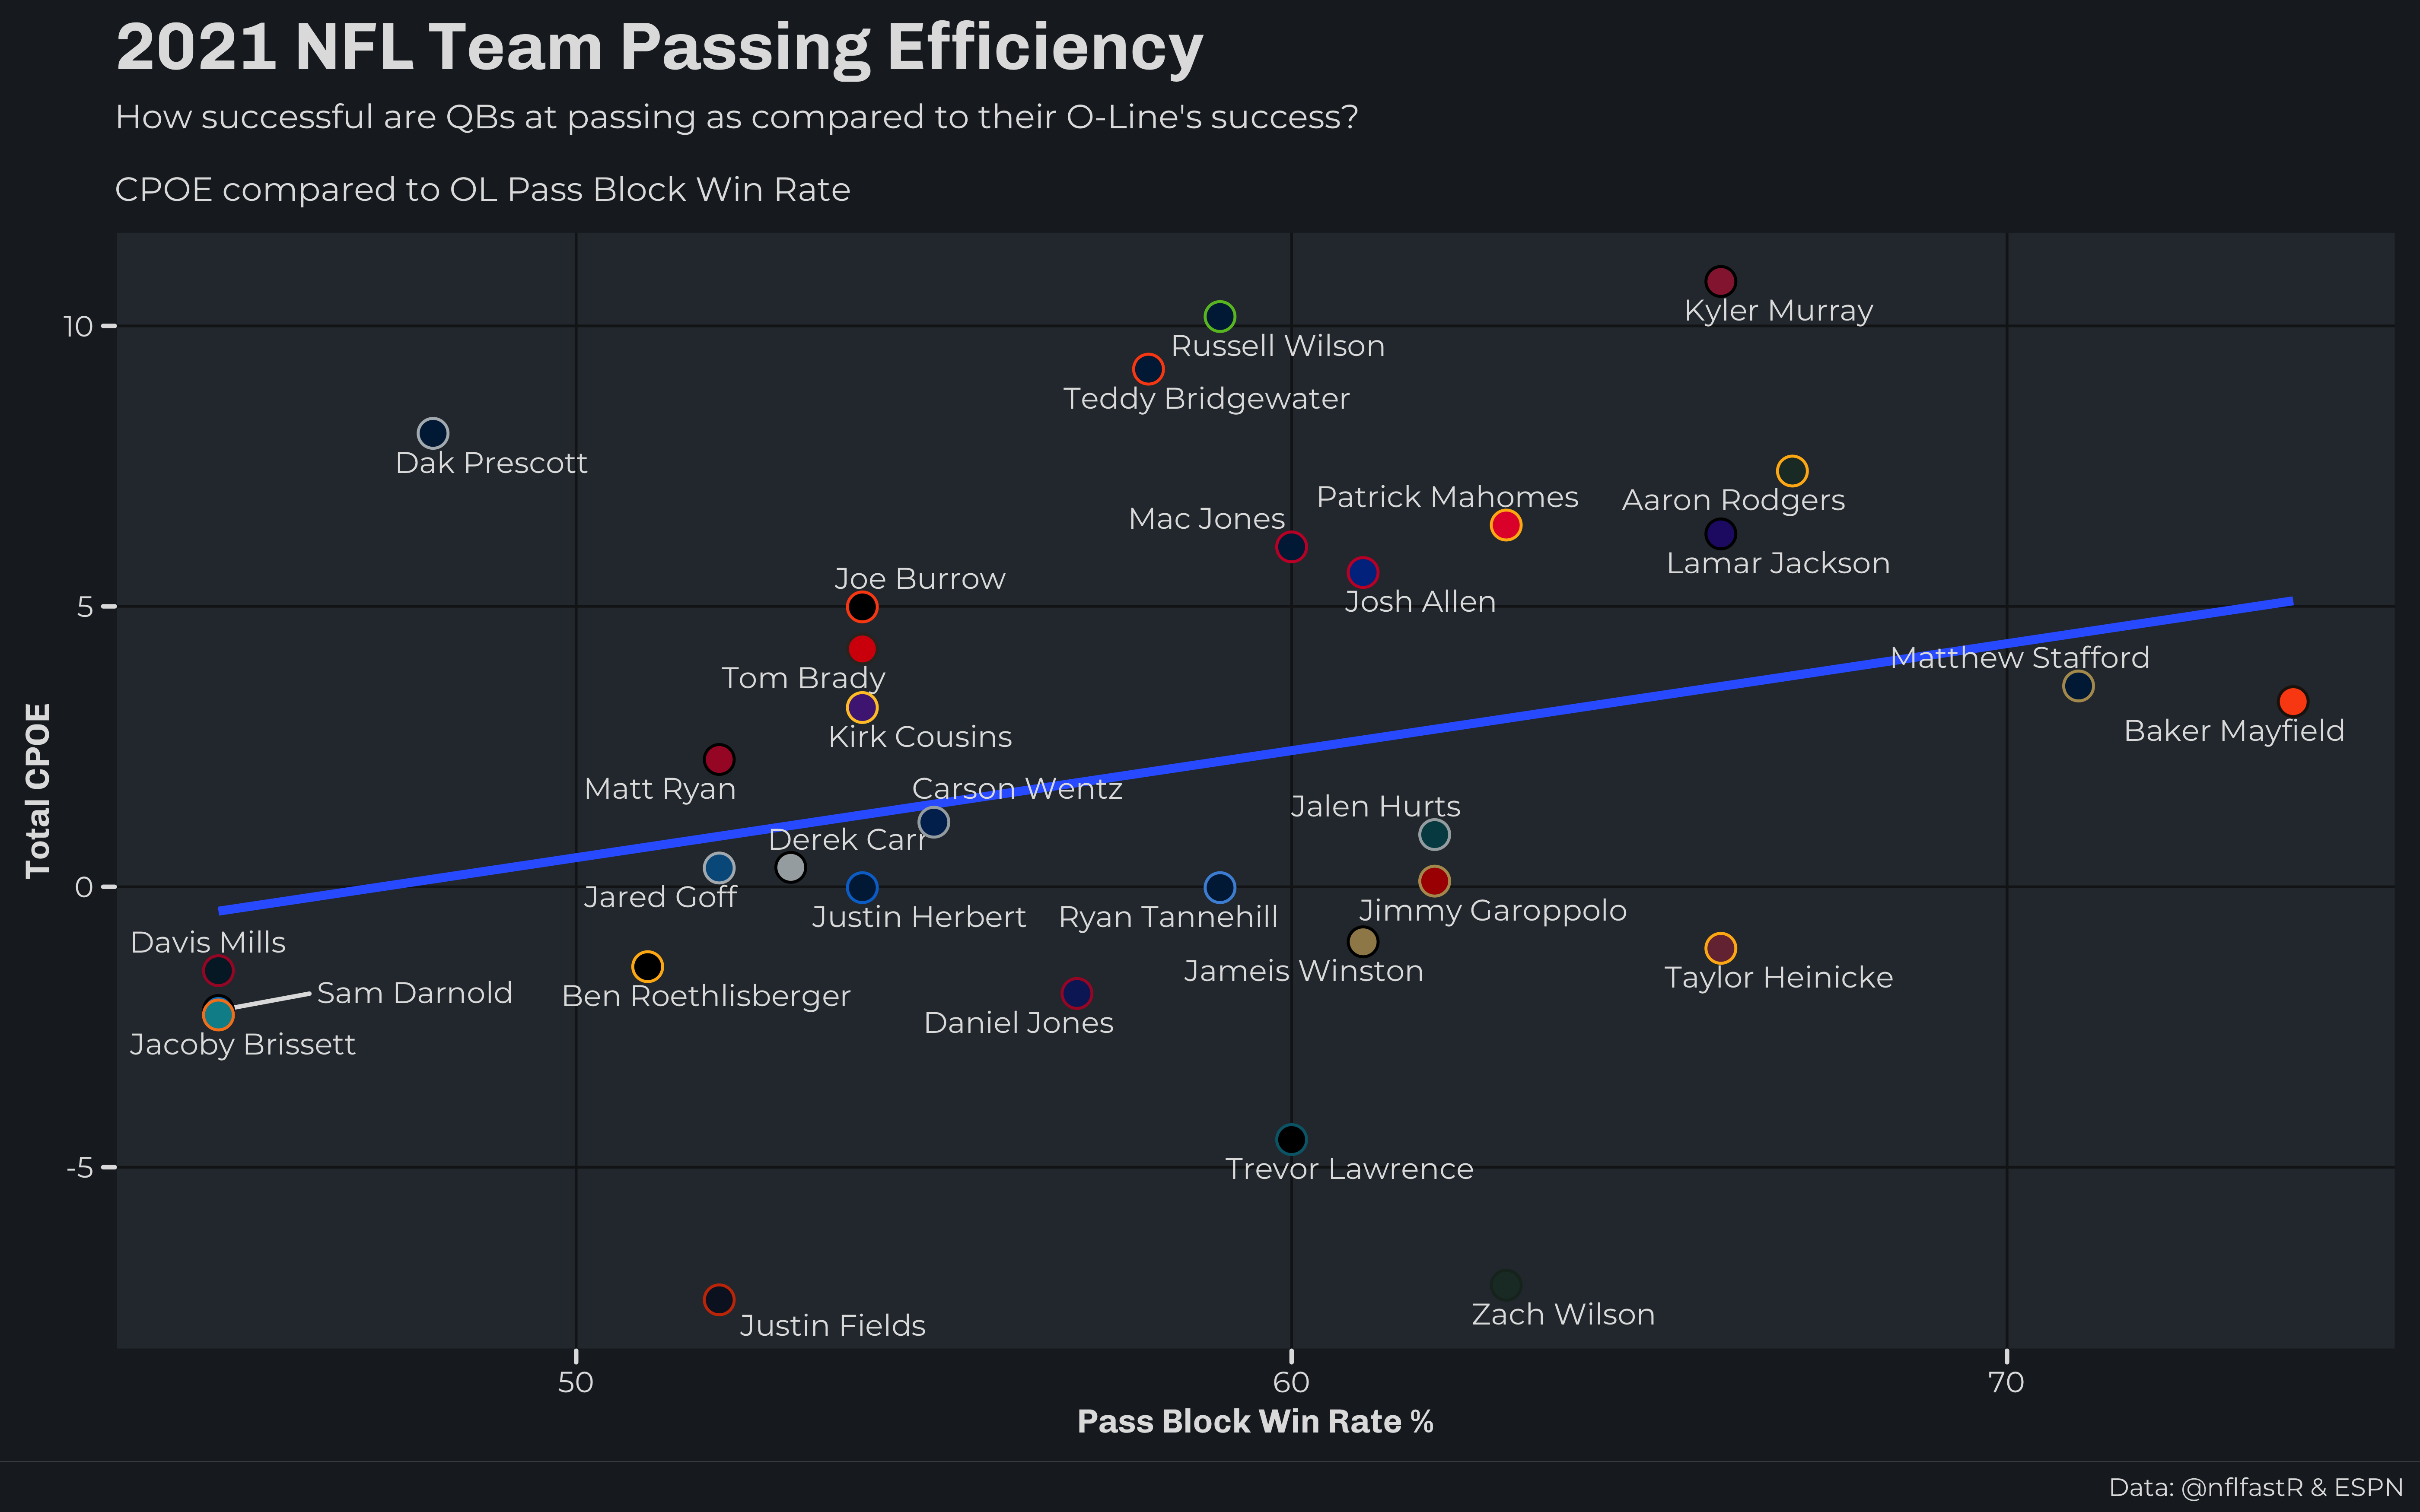 2021 NFL Team Passing Efficiency
How successful are QBs at passing as compared to their O-Line's success?
CPOE compared to OL Pass Block Win Rate
Kyler Murray
10
Russell Wilson
Teddy Bridgewater
Dak Prescott
Patrick Mahomes
Aaron Rodgers
Mac Jones
Lamar Jackson
Joe Burrow
Josh Allen
5
Matthew Stafford
Tom Brady
Baker Mayfield
Kirk Cousins
Matt Ryan
Carson Wentz
Jalen Hurts
Derek Carr
0
Jared Goff
Justin Herbert
Ryan Tannehill
Jimmy Garoppolo
Davis Mills
Jameis Winston
Taylor Heinicke
Sam Darnold
Ben Roethlisberger
Daniel Jones
Jacoby Brissett
-5
Trevor Lawrence
Zach Wilson
Justin Fields
Total CPOE
50
60
70
Pass Block Win Rate %
Data: @nflfastR & ESPN